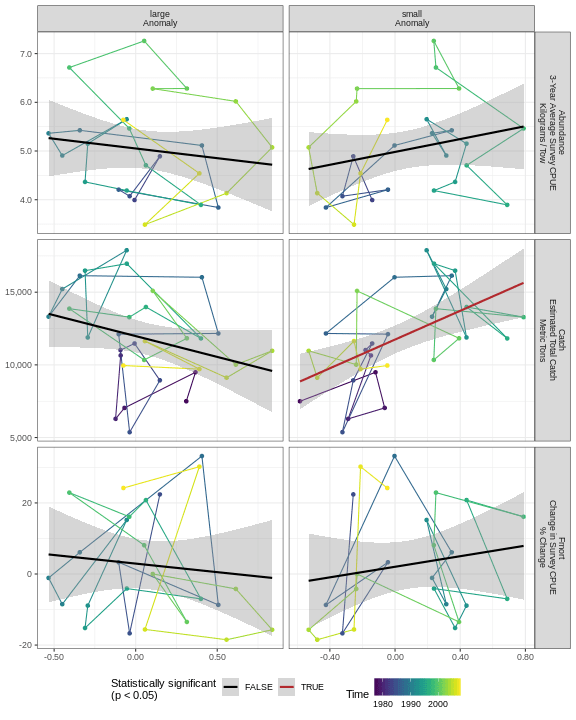 large
Anomaly
small
Anomaly
7.0
6.0
5.0
4.0
Abundance
3-Year Average Survey CPUE
Kilograms / Tow
15,000
10,000
5,000
Catch
Estimated Total Catch
Metric Tons
20
0
-20
Fmort
Change in Survey CPUE
% Change
-0.50
0.00
0.50
-0.40
0.00
0.40
0.80
Statistically significant
(p < 0.05)
FALSE
TRUE
Time
1980
1990
2000